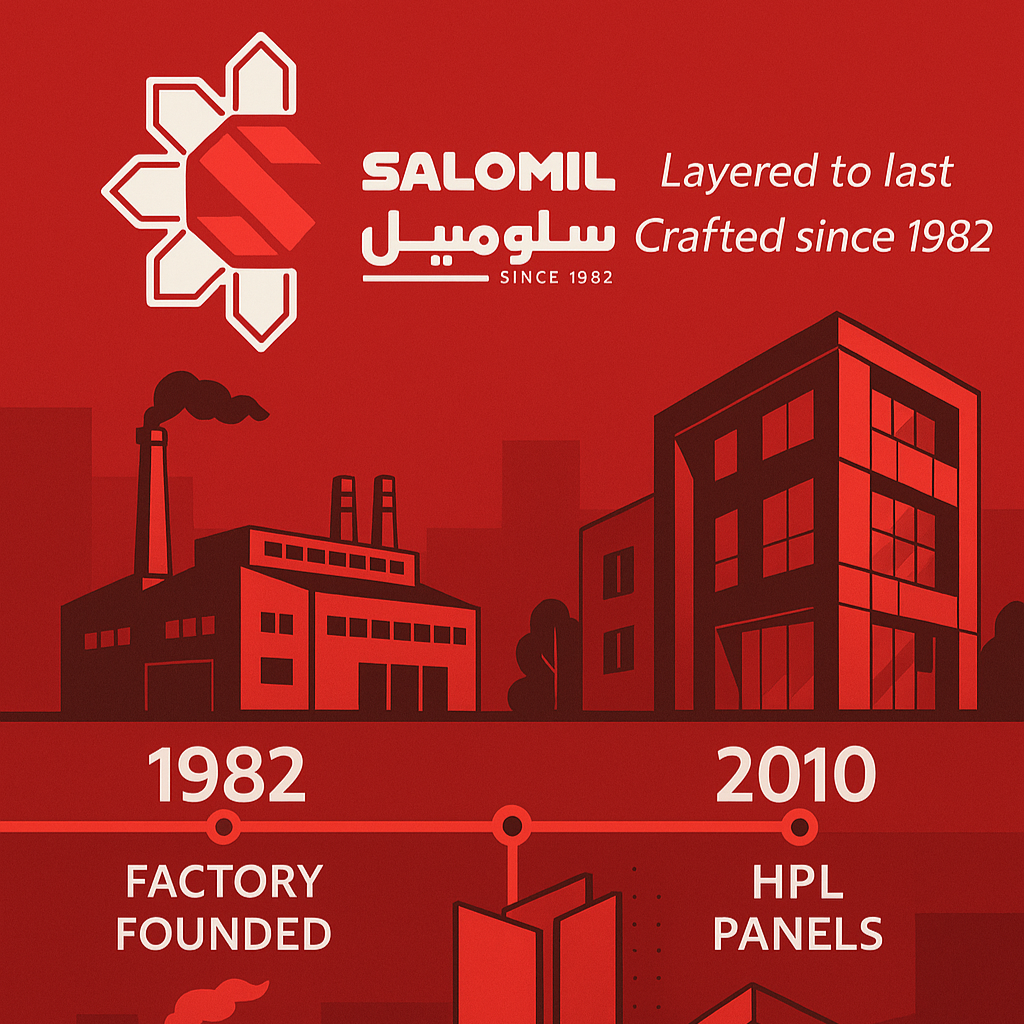 SALOMIL
سلوميل
SINCE 1982
Layered to last
Crafted since 1982
1982
FACTORY
FOUNDED
2010
HPL
PANELS